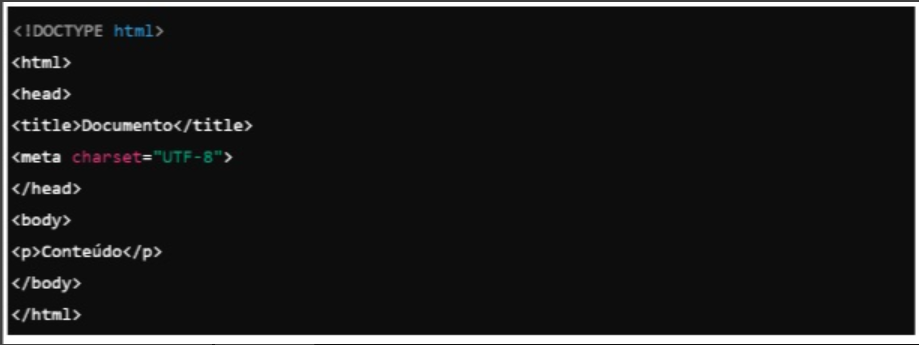 <!DOCTYPE html>
<html>
<head>
<title>Documento</title>
<meta charset="UTF-8">
</head>
<body>
<p>Conteúdo</p>
</body>
</html>